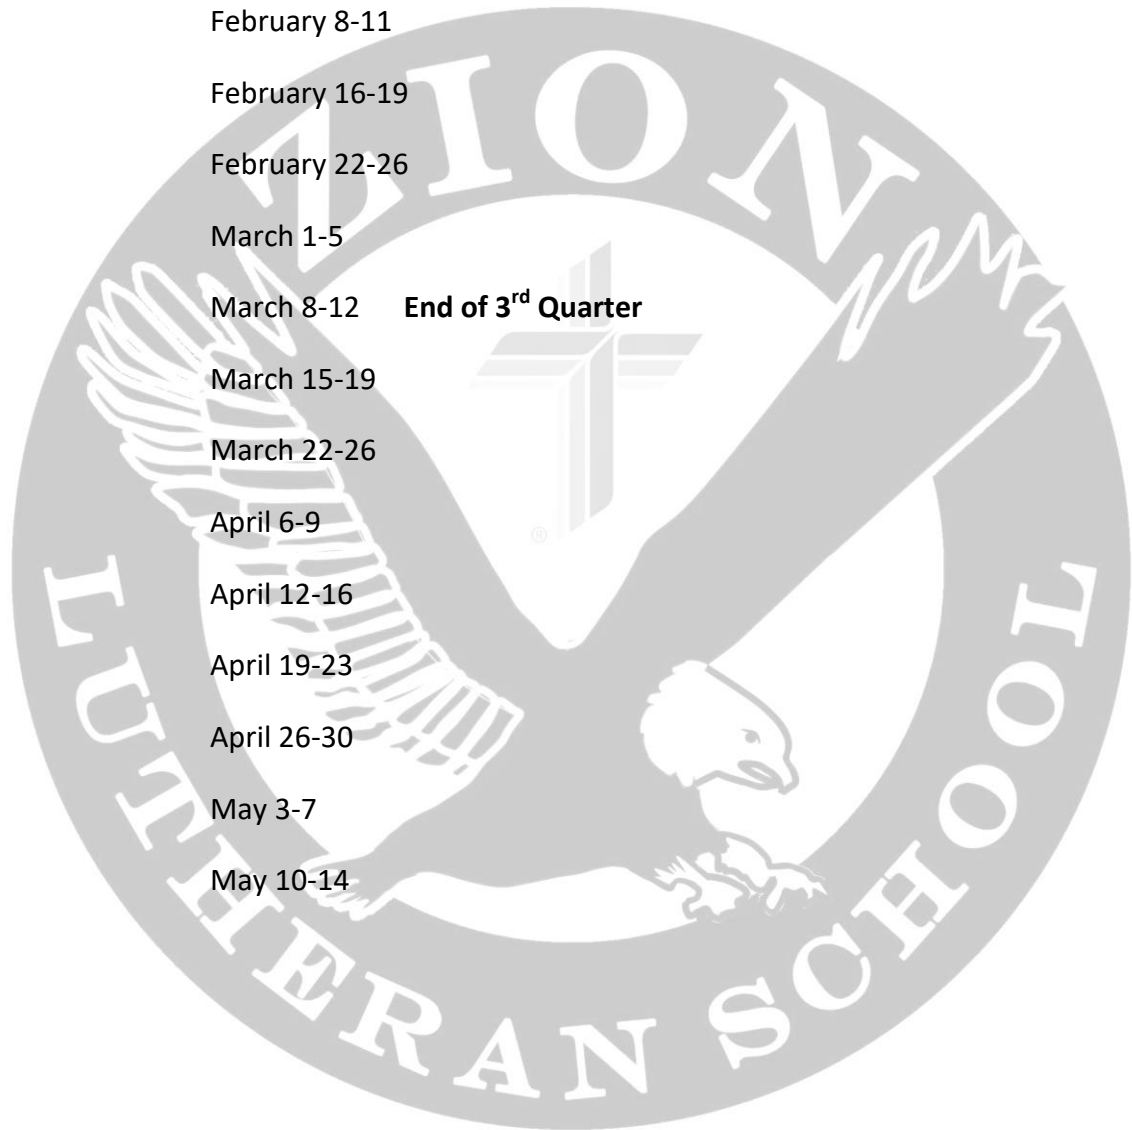 February 8-11
February 16-19
February 22-26
March 1-5
March 8-12 End of 3rd Quarter
March 15-19
March 22-26
April 6-9
April 12-16
April 19-23
April 26-30
May 3-7
May 10-14
ZION
LUTHERAN SCHOOL
®